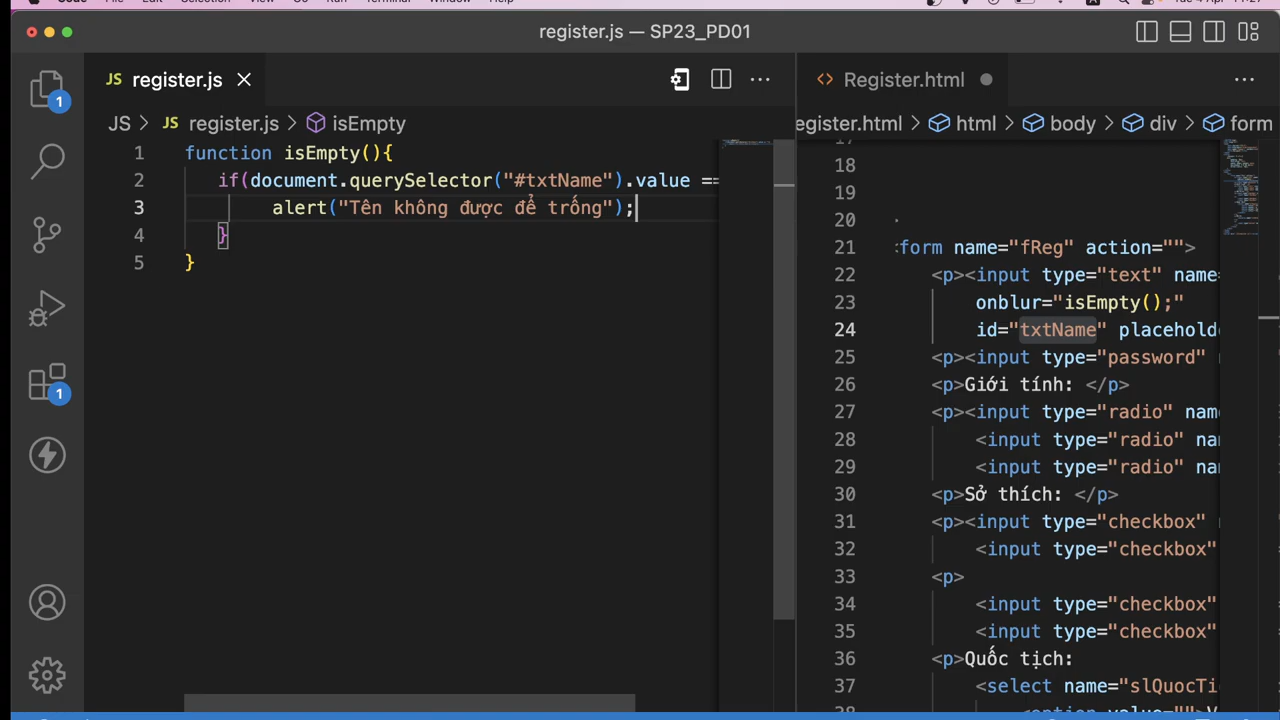 register.js — SP23_PD01
JS register.js
Register.html
JS > JS register.js > isEmpty
egister.html > html > body > div > form
1 function isEmpty(){
2 if(document.querySelector("#txtName").value ==
3 alert("Tên không được để trống");
4 }
5 }
1
1
18
19
20
21 form name="fReg" action="">
22 <p><input type="text" name=
23 onblur="isEmpty();"
24 id="txtName" placeholde
25 <p><input type="password"
26 <p>Giới tính: </p>
27 <p><input type="radio" nam
28 <input type="radio" na
29 <input type="radio" na
30 <p>Sở thích: </p>
31 <p><input type="checkbox"
32 <input type="checkbox"
33 <p>
34 <input type="checkbox"
35 <input type="checkbox"
36 <p>Quốc tịch:
37 <select name="slQuocTi